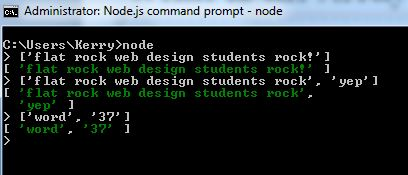 Administrator: Node.js command prompt - node
C:\Users\Kerry>node
> ['flat rock web design students rock!']
[ 'flat rock web design students rock!' ]
> ['flat rock web design students rock', 'yep']
[ 'flat rock web design students rock',
  'yep' ]
> ['word', '37']
[ 'word', '37' ]
>